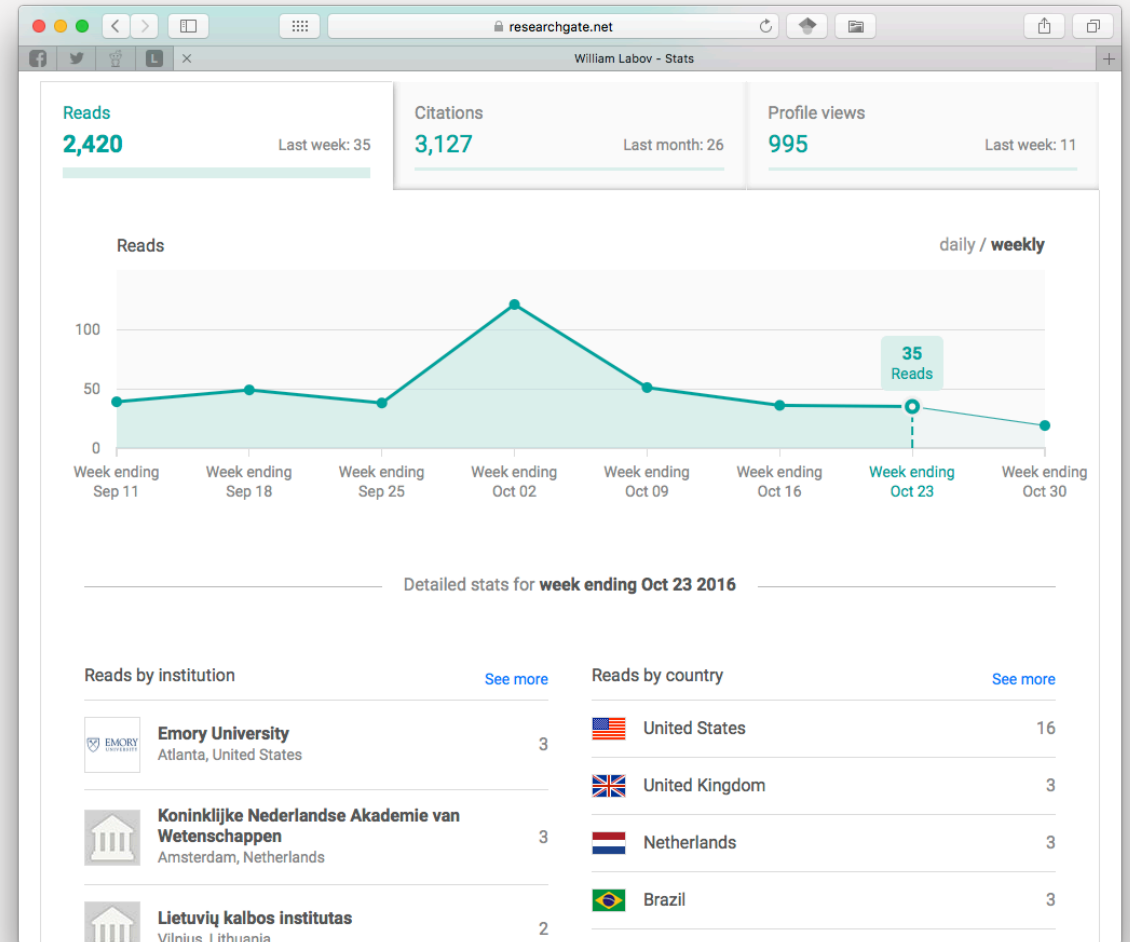 researchgate.net
L
William Labov - Stats
Reads
2,420
Last week: 35
Citations
3,127
Last month: 26
Profile views
995
Last week: 11
Reads
daily / weekly
100
50
0
35
Reads
Week ending
Sep 11
Week ending
Sep 18
Week ending
Sep 25
Week ending
Oct 02
Week ending
Oct 09
Week ending
Oct 16
Week ending
Oct 23
Week ending
Oct 30
Detailed stats for week ending Oct 23 2016
Reads by institution
See more
EMORY
UNIVERSITY
Emory University
Atlanta, United States
3
Koninklijke Nederlandse Akademie van
Wetenschappen
Amsterdam, Netherlands
3
Lietuvių kalbos institutas
Vilnius, Lithuania
2
Reads by country
See more
United States
16
United Kingdom
3
Netherlands
3
Brazil
3